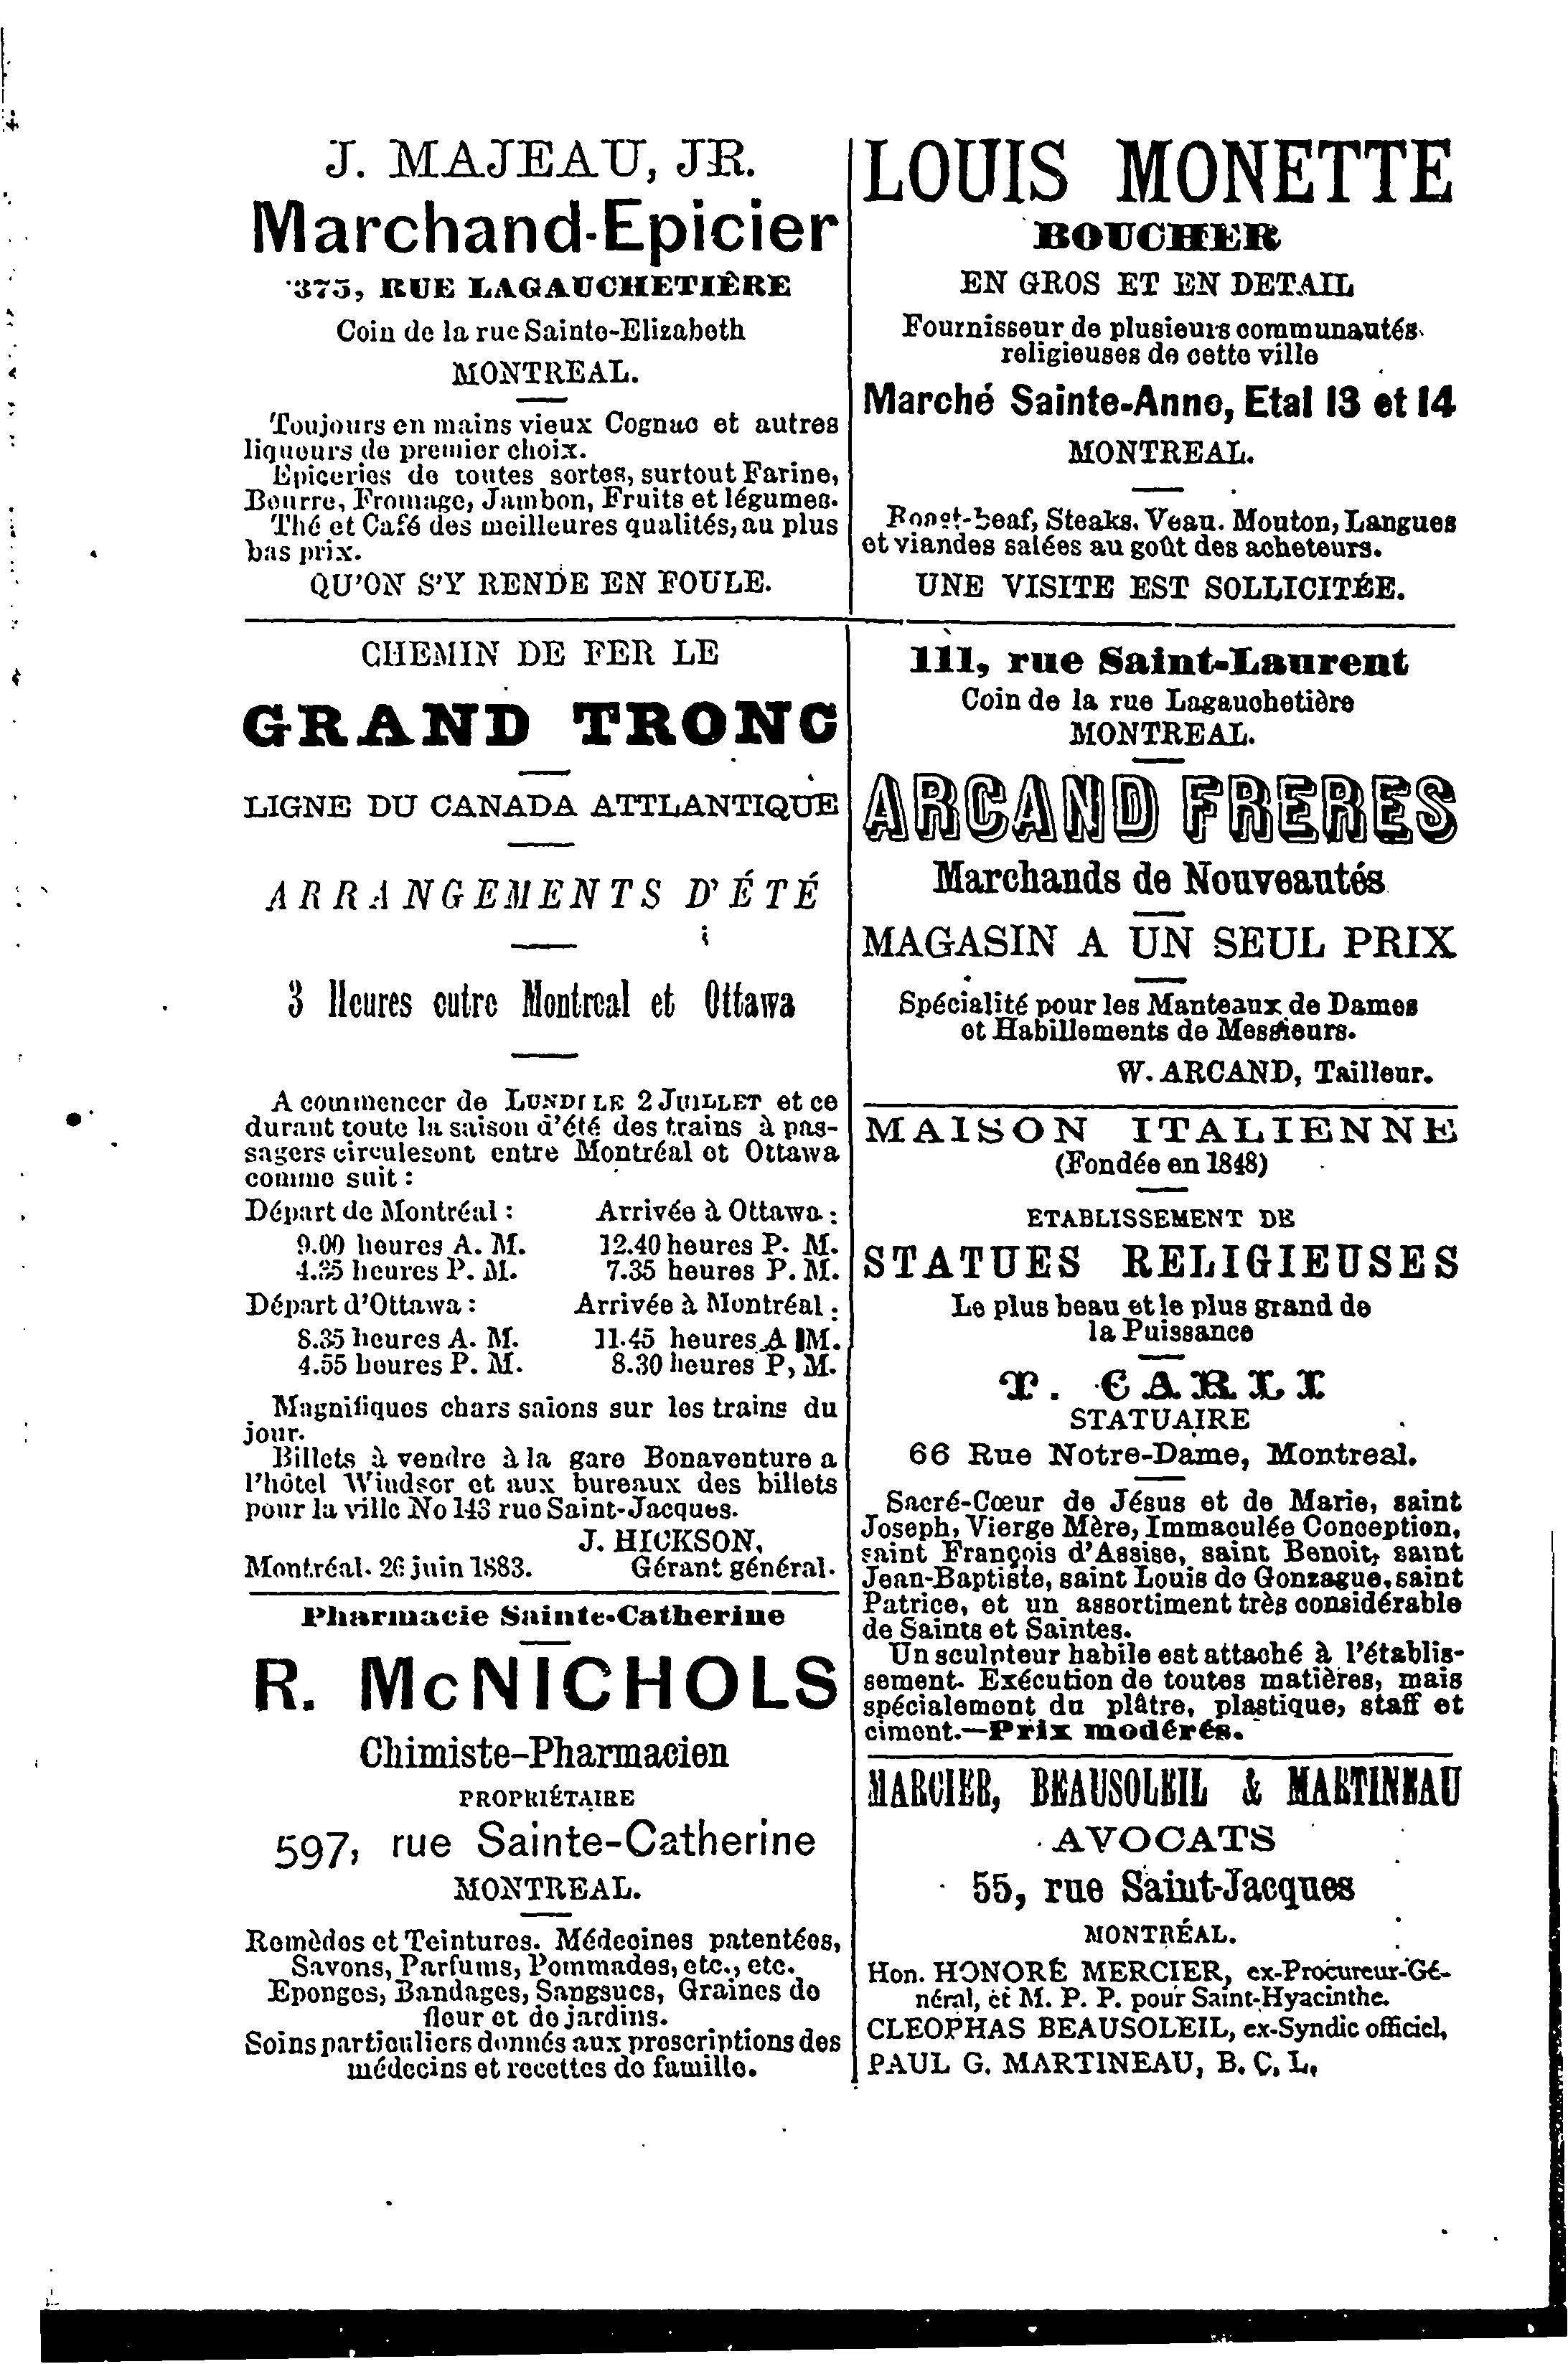 J. MAJEAU, JR.
Marchand-Epicier
375, RUE LAGAUCHETIÈRE
Coin de la rue Sainte-Elizabeth
MONTREAL.
Toujours en mains vieux Cognac et autres
liqueurs de premier choix.
Epiceries de toutes sortes, surtout Farine,
Beurre, Fromage, Jambon, Fruits et légumes.
Thé et Café des meilleures qualités, au plus
bas prix.
QU'ON S'Y RENDE EN FOULE.
CHEMIN DE FER LE
GRAND TRONC
LIGNE DU CANADA ATTLANTIQUE
ARRANGEMENTS D'ÉTÉ
3 Heures entre Montreal et Ottawa
A commencer de LUNDI LE 2 JUILLET et ce
durant toute la saison d'été des trains à pas-
sagers circulesont entre Montréal et Ottawa
comme suit :
Départ de Montréal : Arrivée à Ottawa :
9.00 heures A. M. 12.40 heures P. M.
4.35 heures P. M. 7.35 heures P. M.
Départ d'Ottawa : Arrivée à Montréal :
8.35 heures A. M. 11.45 heures A M.
4.55 heures P. M. 8.30 heures P, M.
Magnifiques chars saions sur les trains du
jour.
Billets à vendre à la gare Bonaventure a
l'hôtel Windsor et aux bureaux des billets
pour la ville No 143 rue Saint-Jacques.
J. HICKSON,
Montréal. 26 juin 1883. Gérant général.
Pharmacie Sainte-Catherine
R. McNICHOLS
Chimiste-Pharmacien
PROPRIÉTAIRE
597, rue Sainte-Catherine
MONTREAL.
Remèdes et Teintures. Médecines patentées,
Savons, Parfums, Pommades, etc., etc.
Eponges, Bandages, Sangsues, Graines de
fleur et de jardins.
Soins particuliers donnés aux prescriptions des
médecins et recettes de famille.
LOUIS MONETTE
BOUCHER
EN GROS ET EN DETAIL
Fournisseur de plusieurs communautés
religieuses de cette ville
Marché Sainte-Anne, Etal 13 et 14
MONTREAL.
Roast-beaf, Steaks, Veau. Mouton, Langues
et viandes salées au goût des acheteurs.
UNE VISITE EST SOLLICITÉE.
111, rue Saint-Laurent
Coin de la rue Lagauchetière
MONTREAL.
ARCAND FRERES
Marchands de Nouveautés
MAGASIN A UN SEUL PRIX
Spécialité pour les Manteaux de Dames
et Habillements de Messieurs.
W. ARCAND, Tailleur.
MAISON ITALIENNE
(Fondée en 1848)
ETABLISSEMENT DE
STATUES RELIGIEUSES
Le plus beau et le plus grand de
la Puissance
T. CARLI
STATUAIRE
66 Rue Notre-Dame, Montreal.
Sacré-Cœur de Jésus et de Marie, saint
Joseph, Vierge Mère, Immaculée Conception,
saint François d'Assise, saint Benoit, saint
Jean-Baptiste, saint Louis de Gonzague, saint
Patrice, et un assortiment très considérable
de Saints et Saintes.
Un sculpteur habile est attaché à l'établis-
sement. Exécution de toutes matières, mais
spécialement du plâtre, plastique, staff et
ciment.—Prix modérés.
MARCIER, BEAUSOLEIL & MARTINEAU
AVOCATS
55, rue Saint-Jacques
MONTRÉAL.
Hon. HONORÉ MERCIER, ex-Procureur-Gé-
néral, et M. P. P. pour Saint-Hyacinthe.
CLEOPHAS BEAUSOLEIL, ex-Syndic officiel,
PAUL G. MARTINEAU, B. C. L,